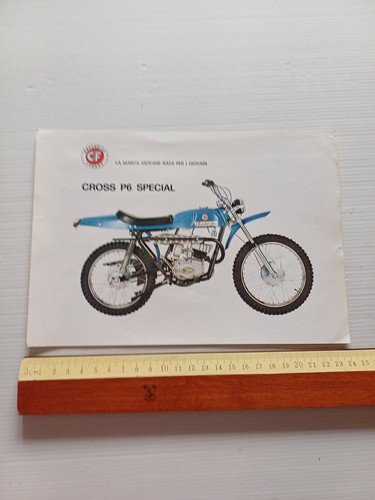 CF
LA MARCA GIOVANE NATA PER I GIOVANI
CROSS P6 SPECIAL
0CM1 2 3 4 5 6 7 8 9 10 11 12 13 14 15 16 17 18 19 20 21 22 23 24 25